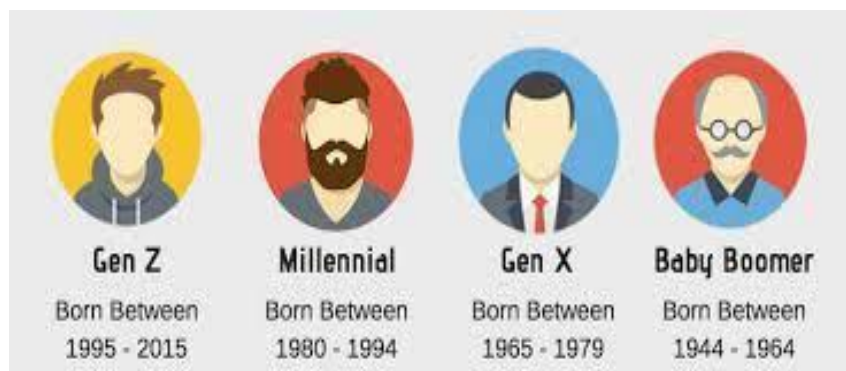 Gen Z
Born Between
1995 - 2015
Millennial
Born Between
1980 - 1994
Gen X
Born Between
1965 - 1979
Baby Boomer
Born Between
1944 - 1964